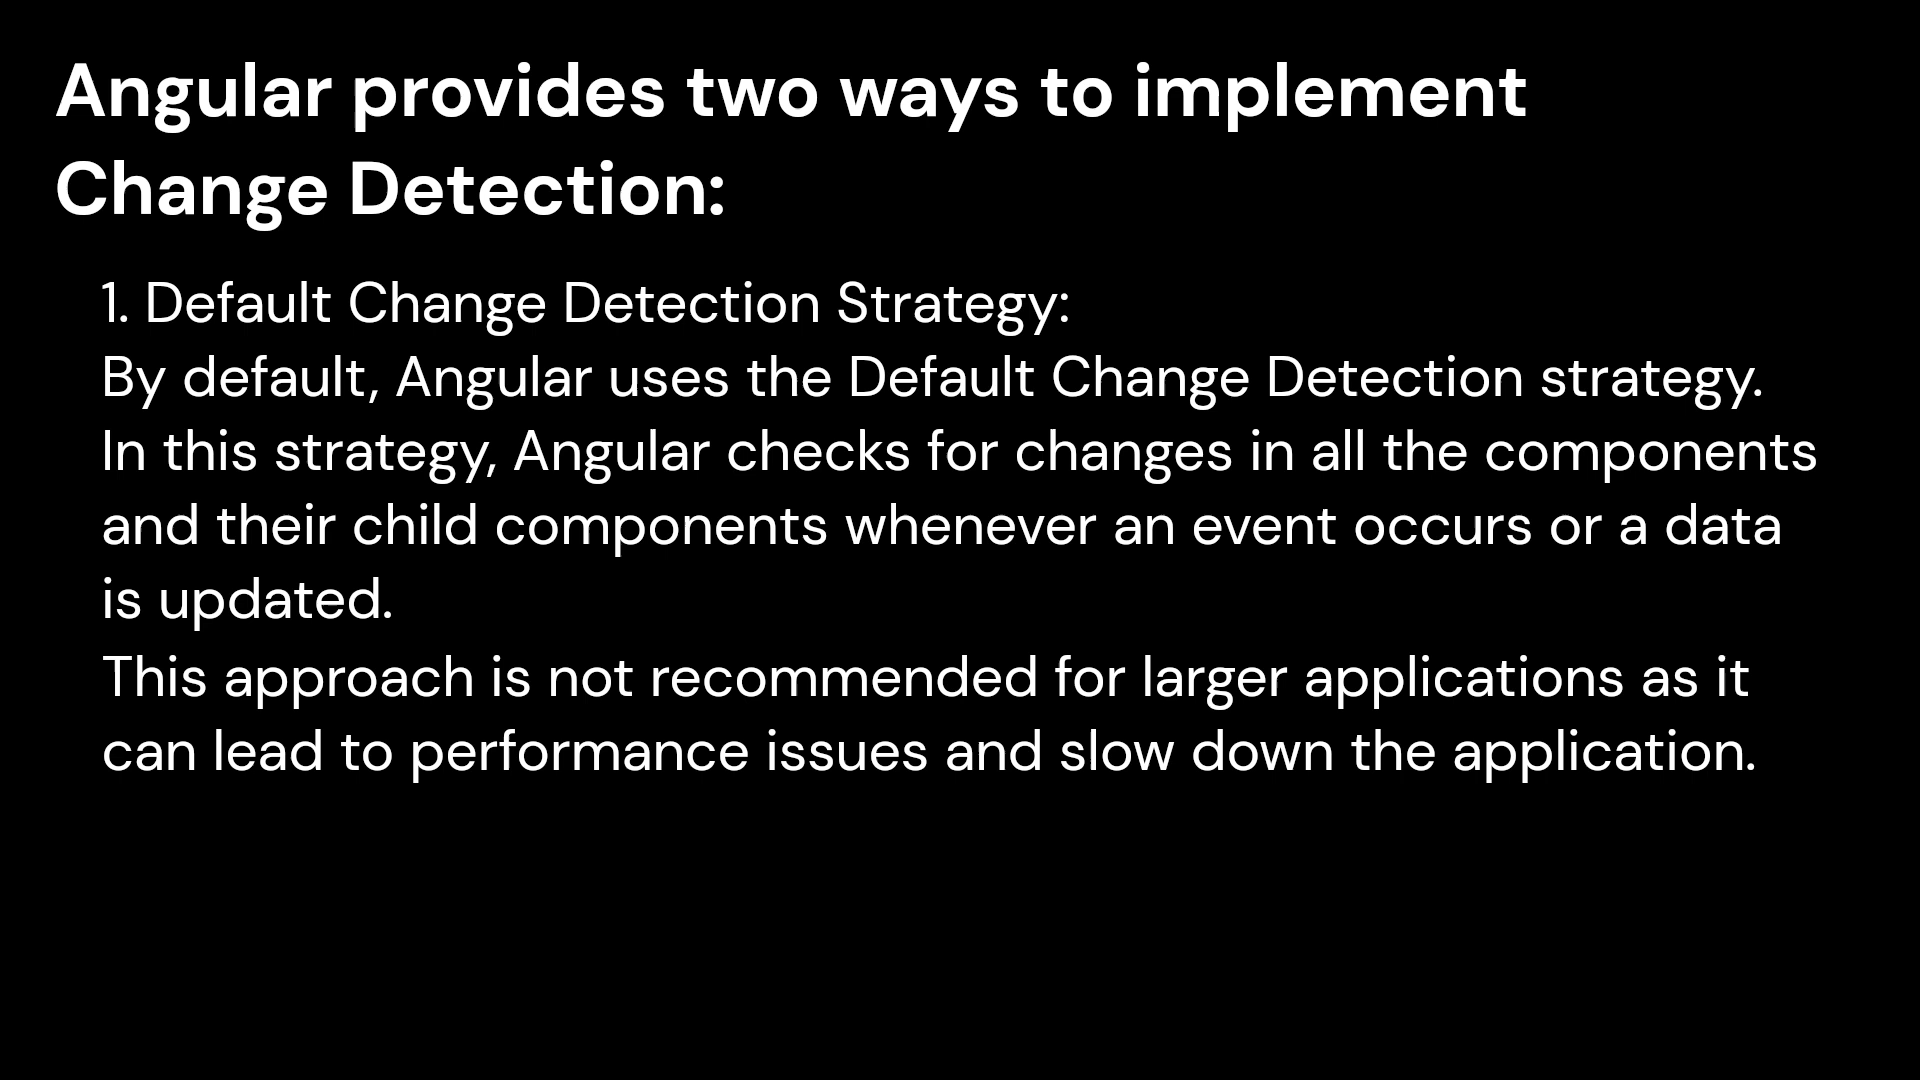 Angular provides two ways to implement
Change Detection:
1. Default Change Detection Strategy:
By default, Angular uses the Default Change Detection strategy.
In this strategy, Angular checks for changes in all the components
and their child components whenever an event occurs or a data
is updated.
This approach is not recommended for larger applications as it
can lead to performance issues and slow down the application.